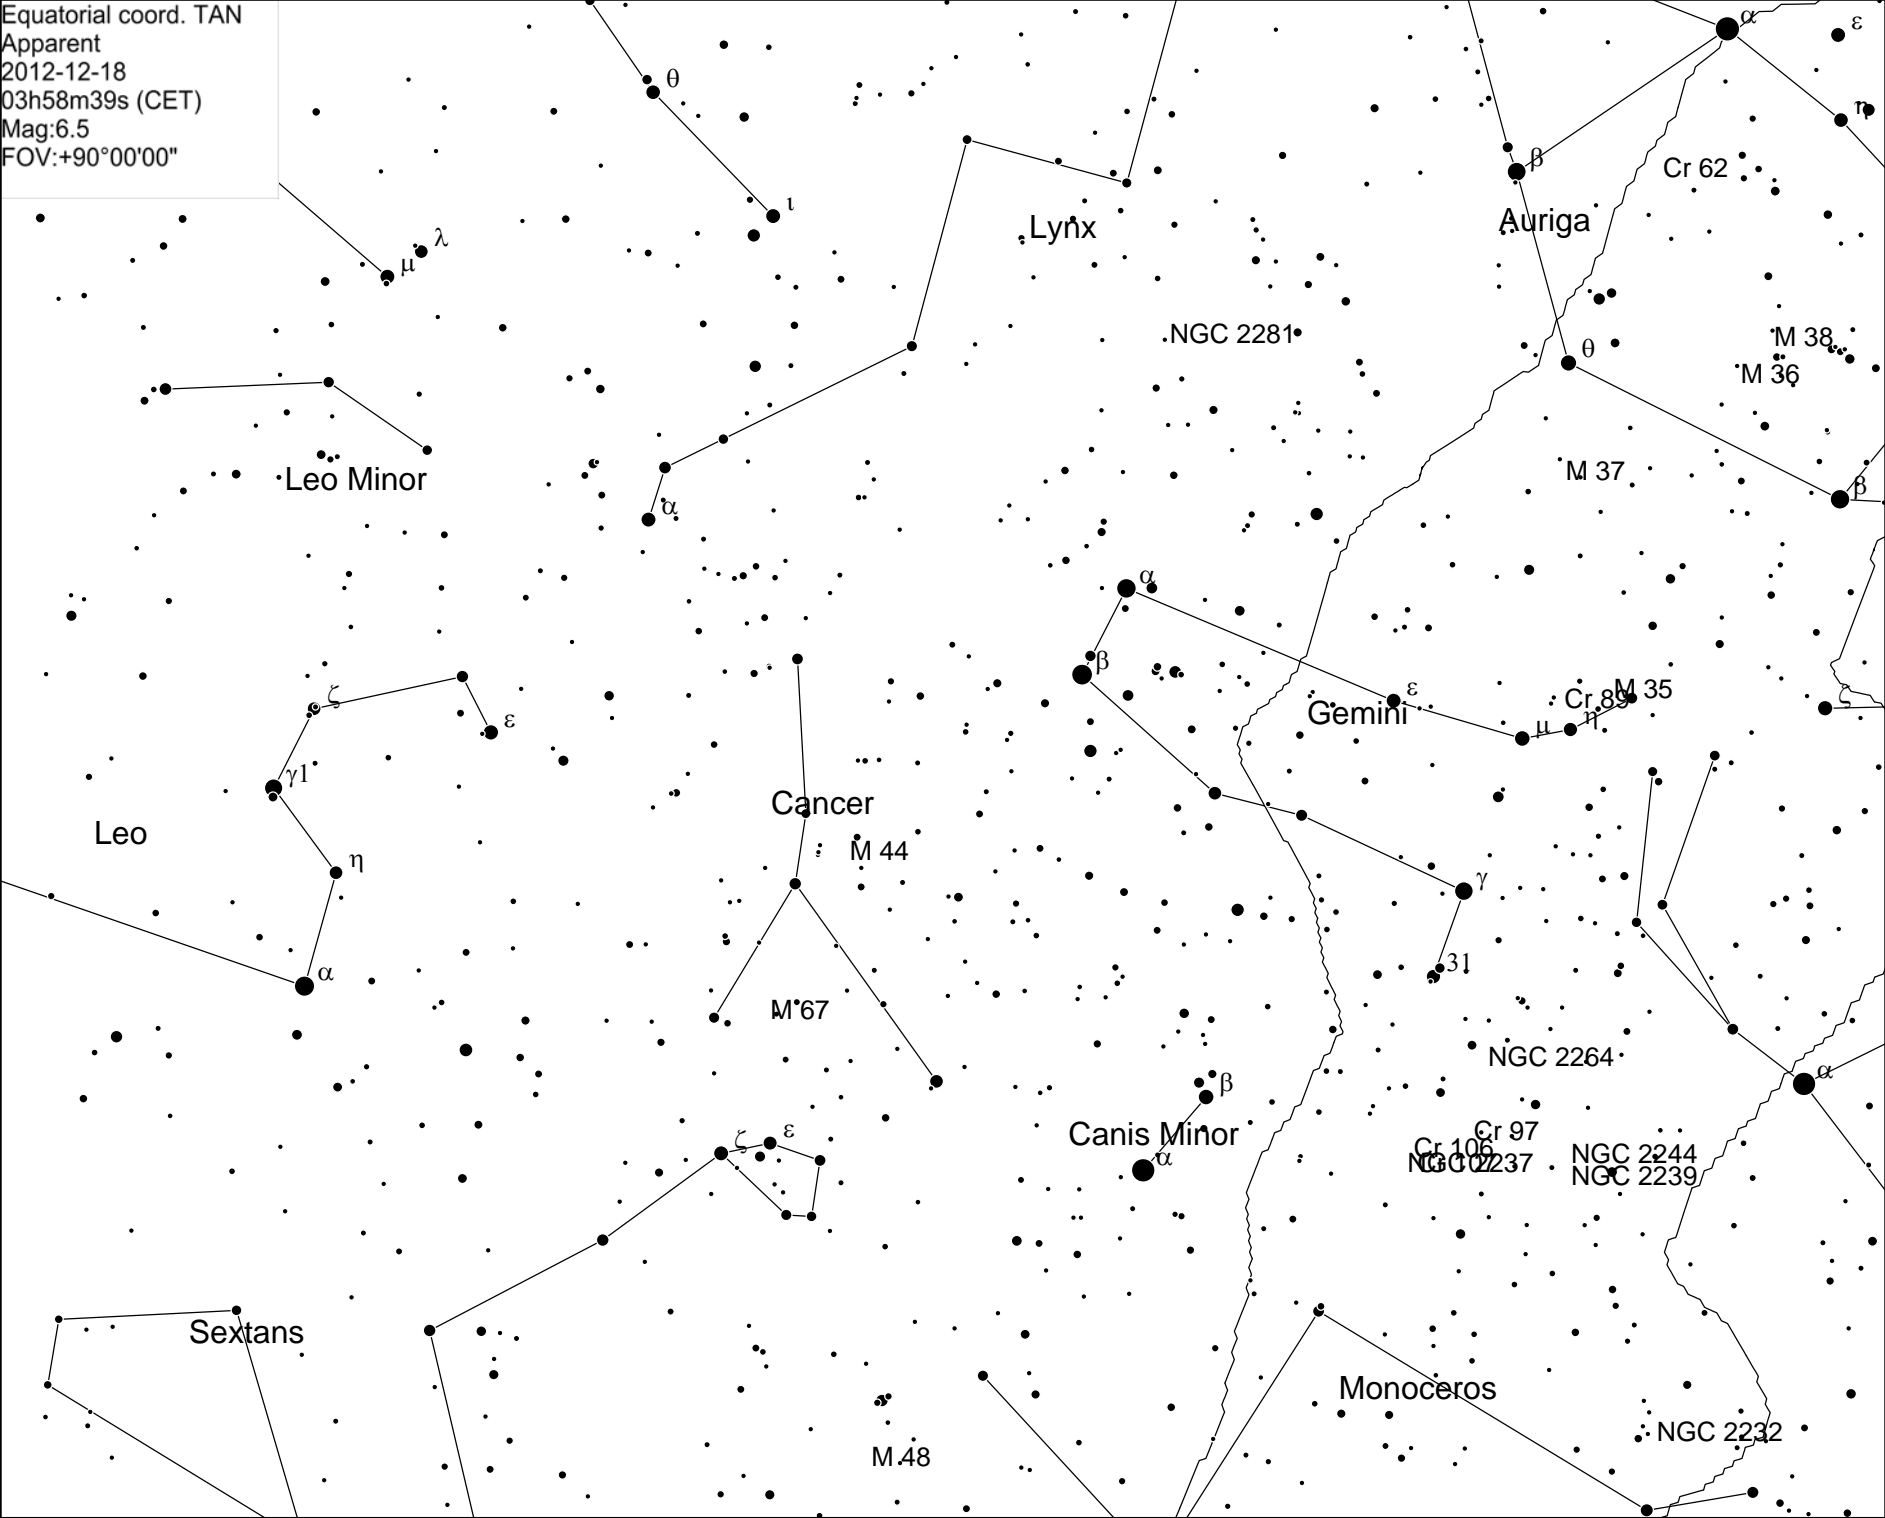 Equatorial coord. TAN
Apparent
2012-12-18
03h58m39s (CET)
Mag:6.5
FOV:+90°00'00"
α
ε
θ
η
β
Cr 62
ι
Lynx
Auriga
λ
μ
NGC 2281
M 38
θ
M 36
Leo Minor
M 37
β
α
α
β
ε
Cr 89
M 35
ζ
ζ
Gemini
μ
η
ε
γ1
Cancer
Leo
M 44
η
γ
31
α
M 67
NGC 2264
α
β
Canis Minor
α
ζ
ε
Cr 97
Cr 106
NGC 2237
NGC 2244
NGC 2239
Sextans
Monoceros
NGC 2232
M 48